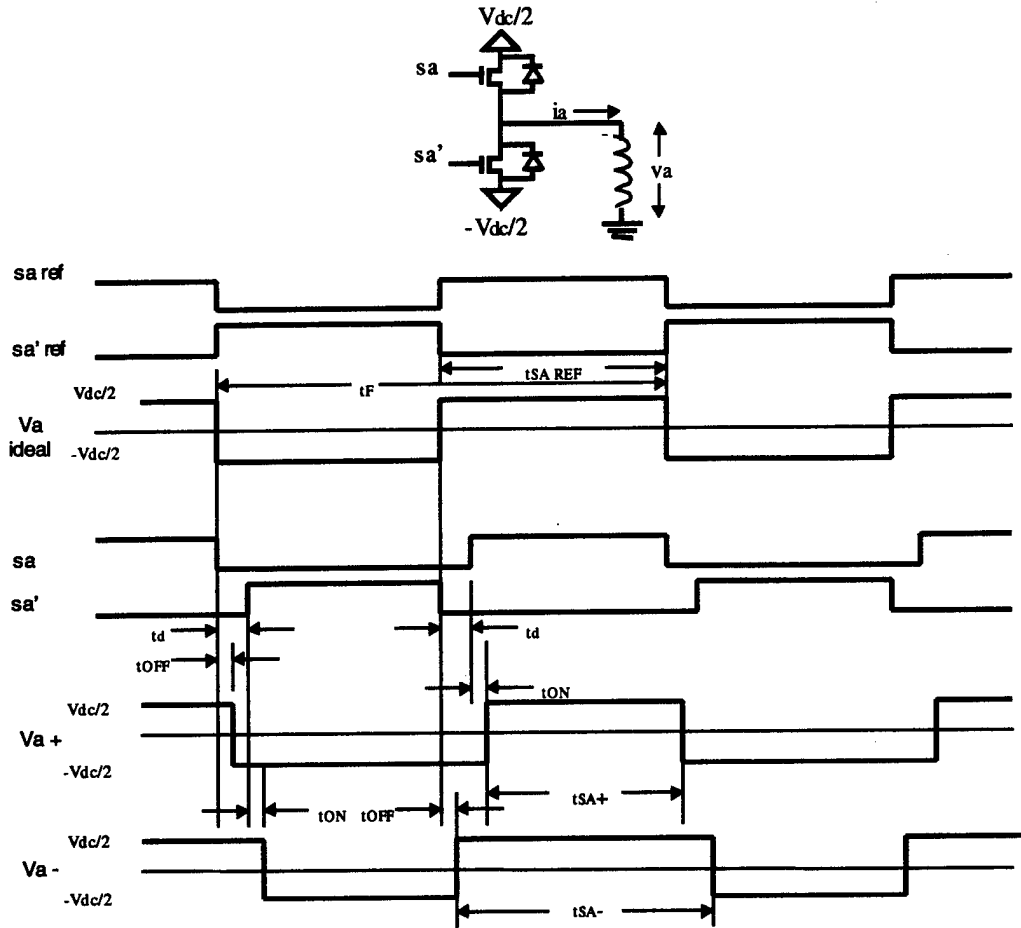 Vdc/2
sa
ia
sa'
va
-Vdc/2
sa ref
sa' ref
tSA REF
tF
Vdc/2
Va
ideal
-Vdc/2
sa
sa'
td
td
tOFF
tON
Vdc/2
Va +
-Vdc/2
tSA+
tON
tOFF
Vdc/2
Va -
-Vdc/2
tSA-